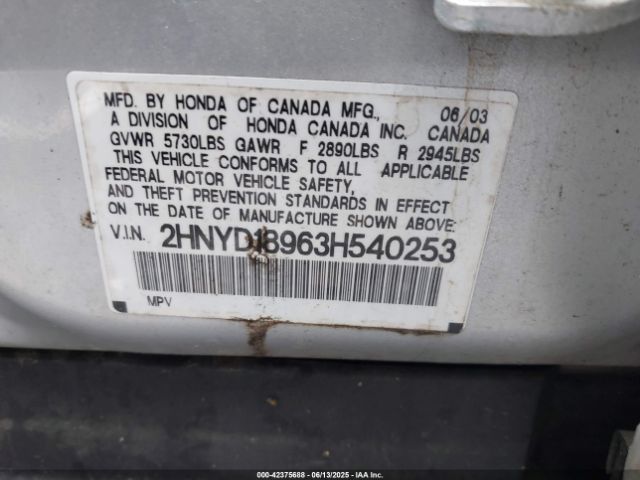 MFD. BY HONDA OF CANADA MFG., 06/03
A DIVISION OF HONDA CANADA INC. CANADA
GVWR 5730LBS GAWR F 2890LBS R 2945LBS
THIS VEHICLE CONFORMS TO ALL APPLICABLE
FEDERAL MOTOR VEHICLE SAFETY,
AND THEFT PREVENTION STANDARDS IN EFFECT
ON THE DATE OF MANUFACTURE SHOWN ABOVE.
V.I.N. 2HNYD18963H540253
MPV
000-42375688 - 06/13/2025 - IAA Inc.